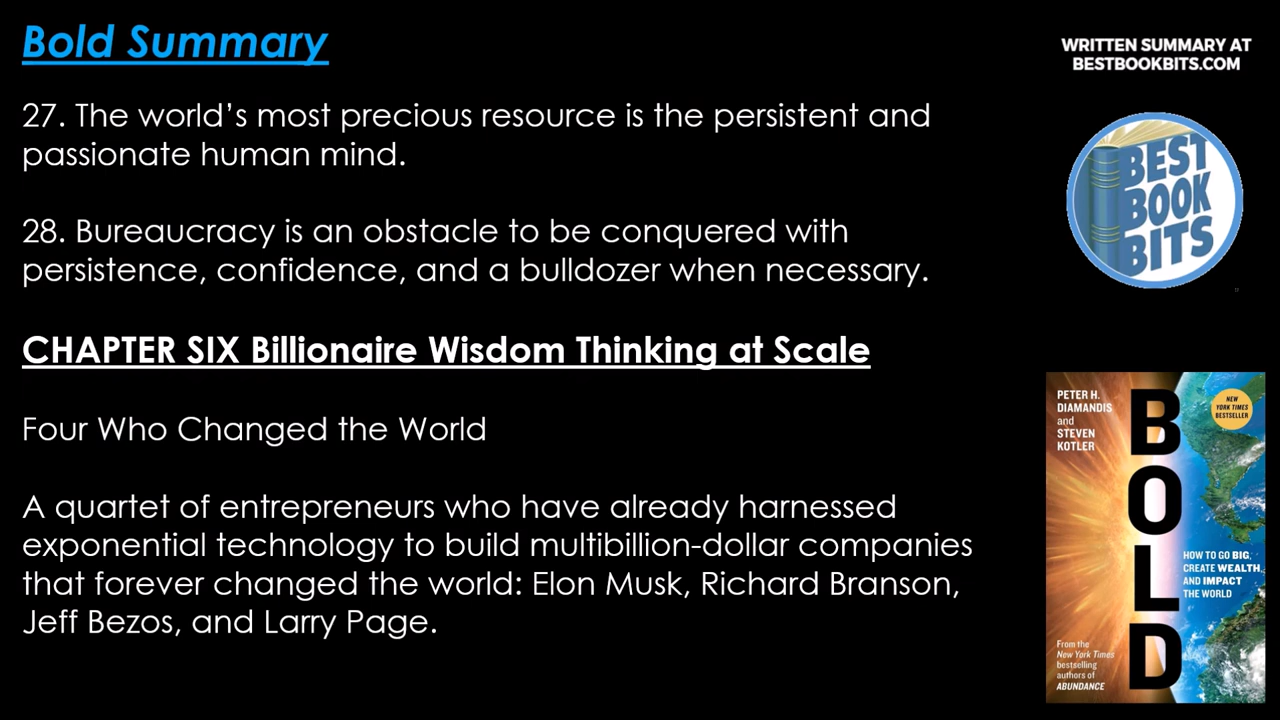 Bold Summary
27. The world’s most precious resource is the persistent and
passionate human mind.
28. Bureaucracy is an obstacle to be conquered with
persistence, confidence, and a bulldozer when necessary.
CHAPTER SIX Billionaire Wisdom Thinking at Scale
Four Who Changed the World
A quartet of entrepreneurs who have already harnessed
exponential technology to build multibillion-dollar companies
that forever changed the world: Elon Musk, Richard Branson,
Jeff Bezos, and Larry Page.
WRITTEN SUMMARY AT
BESTBOOKBITS.COM
BEST
BOOK
BITS
PETER H.
DIAMANDIS
and
STEVEN
KOTLER
NEW
YORK TIMES
BESTSELLER
BOLD
HOW TO GO BIG,
CREATE WEALTH,
AND IMPACT
THE WORLD
From the
New York Times
bestselling
authors of
ABUNDANCE